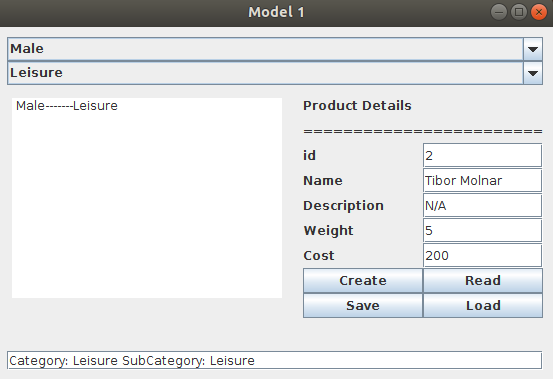 Model 1
Male
Leisure
Male-------Leisure
Product Details
========================
id 2
Name Tibor Molnar
Description N/A
Weight 5
Cost 200
Create Read
Save Load
Category: Leisure SubCategory: Leisure